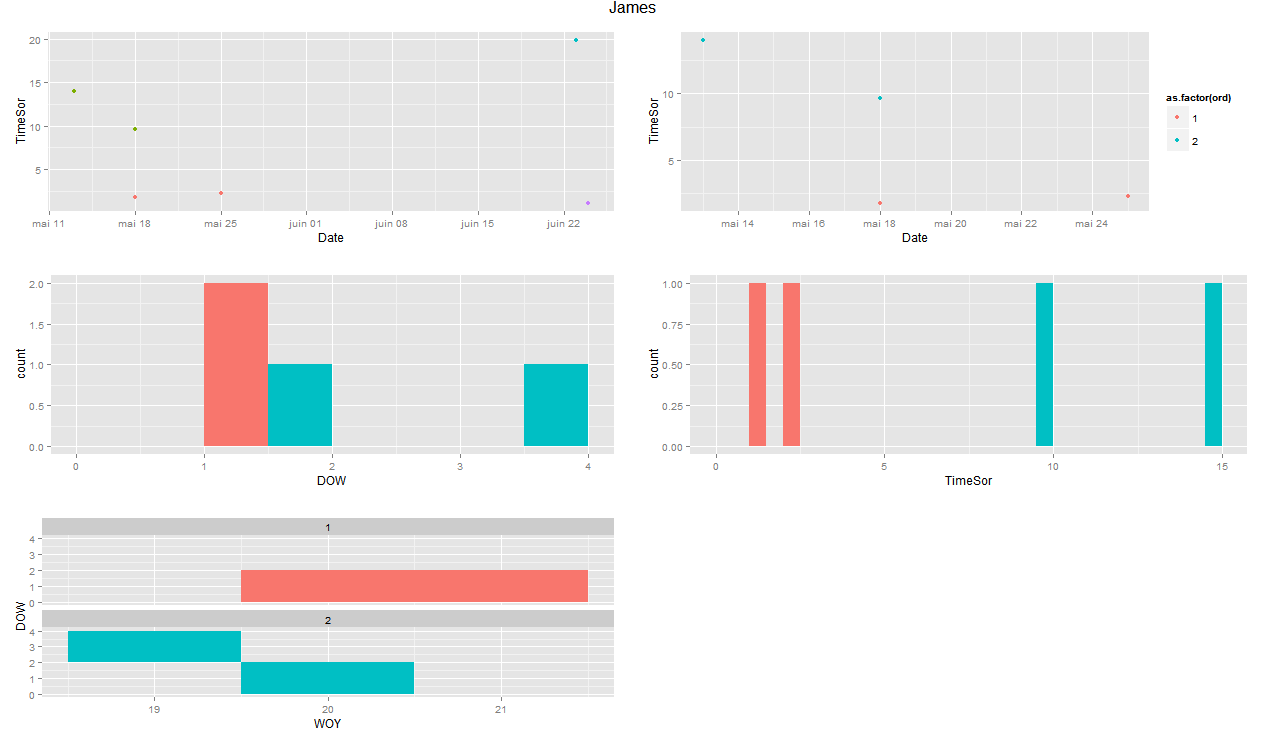 James
TimeSor
20
15
10
5
mai 11
mai 18
mai 25
juin 01
juin 08
juin 15
juin 22
Date
TimeSor
10
5
mai 14
mai 16
mai 18
mai 20
mai 22
mai 24
Date
as.factor(ord)
1
2
count
2.0
1.5
1.0
0.5
0.0
0
1
2
3
4
DOW
count
1.00
0.75
0.50
0.25
0.00
0
5
10
15
TimeSor
DOW
1
4
3
2
1
0
2
4
3
2
1
0
19
20
21
WOY